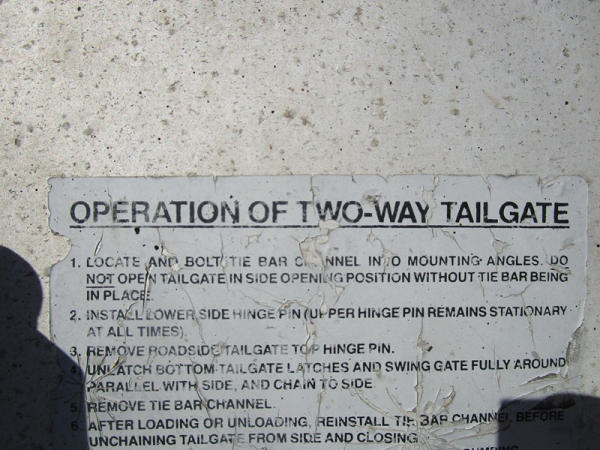 OPERATION OF TWO-WAY TAILGATE
1. LOCATE AND BOLT TIE BAR CHANNEL INTO MOUNTING ANGLES. DO
NOT OPEN TAILGATE IN SIDE OPENING POSITION WITHOUT TIE BAR BEING
IN PLACE.
2. INSTALL LOWER SIDE HINGE PIN (UPPER HINGE PIN REMAINS STATIONARY
AT ALL TIMES).
3. REMOVE ROADSIDE TAILGATE TOP HINGE PIN.
4. UNLATCH BOTTOM TAILGATE LATCHES AND SWING GATE FULLY AROUND
PARALLEL WITH SIDE, AND CHAIN TO SIDE.
5. REMOVE TIE BAR CHANNEL.
6. AFTER LOADING OR UNLOADING, REINSTALL TIE BAR CHANNEL BEFORE
UNCHAINING TAILGATE FROM SIDE AND CLOSING